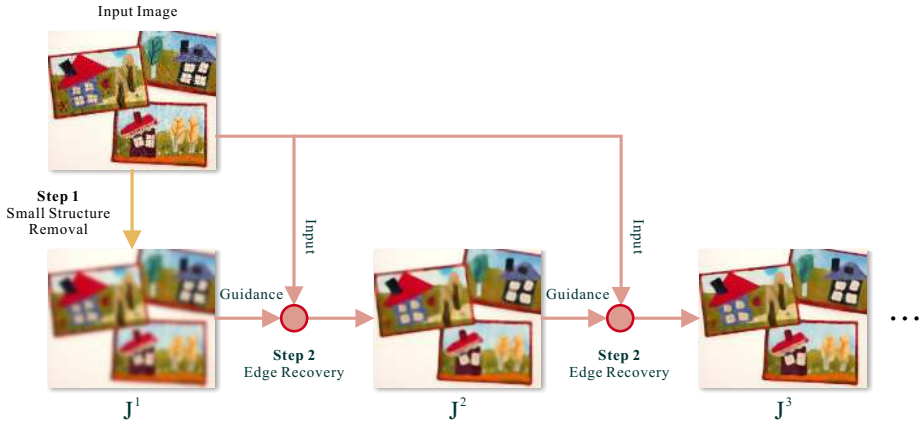 Input Image
Step 1
Small Structure
Removal
Input
Input
Guidance
Guidance
Step 2
Edge Recovery
Step 2
Edge Recovery
...
J¹
J²
J³